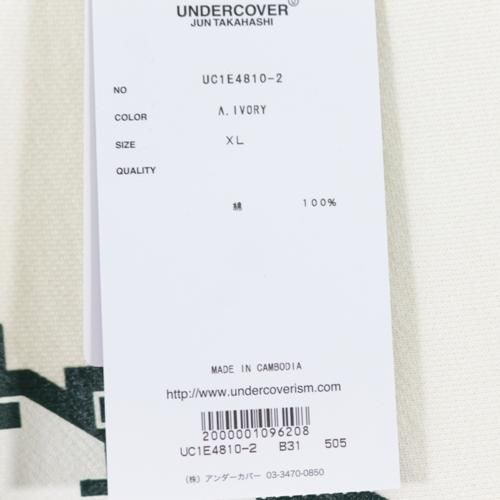 UNDERCOVER
JUN TAKAHASHI
NO UC1E4810-2
COLOR A.IVORY
SIZE XL
QUALITY
綿 100%
MADE IN CAMBODIA
http://www.undercoverism.com
2000001096208
UC1E4810-2 B31 505
(株) アンダーカバー 03-3470-0850